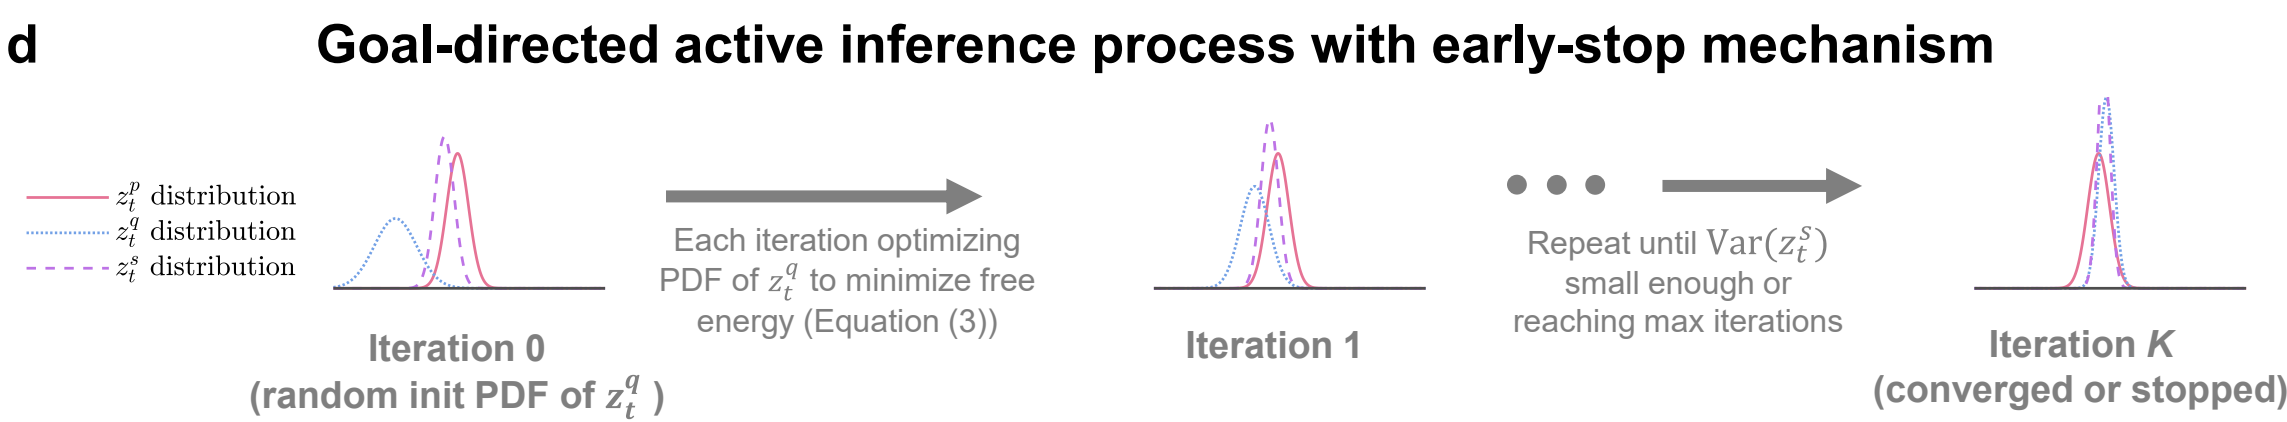 d
Goal-directed active inference process with early-stop mechanism
z_t^p distribution
z_t^q distribution
z_t^s distribution
Each iteration optimizing
PDF of z_t^q to minimize free
energy (Equation (3))
Repeat until Var(z_t^s)
small enough or
reaching max iterations
Iteration 0
(random init PDF of z_t^q )
Iteration 1
Iteration K
(converged or stopped)